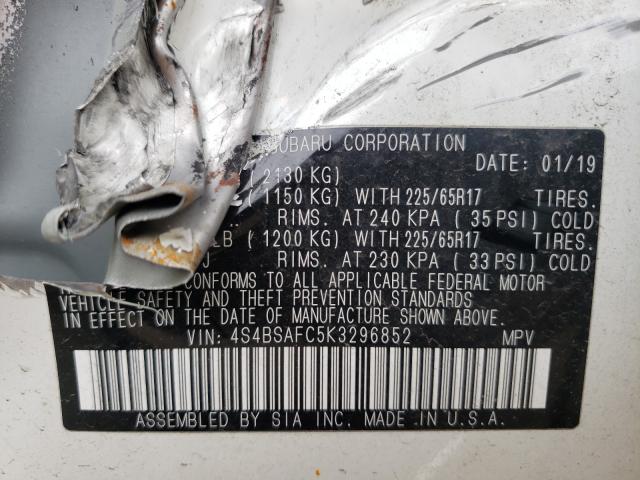 SUBARU CORPORATION
DATE: 01/19
( 2130 KG)
( 1150 KG) WITH 225/65R17 TIRES.
RIMS. AT 240 KPA ( 35 PSI) COLD
LB ( 1200 KG) WITH 225/65R17 TIRES.
RIMS. AT 230 KPA ( 33 PSI) COLD
CONFORMS TO ALL APPLICABLE FEDERAL MOTOR
VEHICLE SAFETY AND THEFT PREVENTION STANDARDS
IN EFFECT ON THE DATE OF MANUFACTURE SHOWN ABOVE.
VIN: 4S4BSAFC5K3296852 MPV
ASSEMBLED BY SIA INC. MADE IN U.S.A.